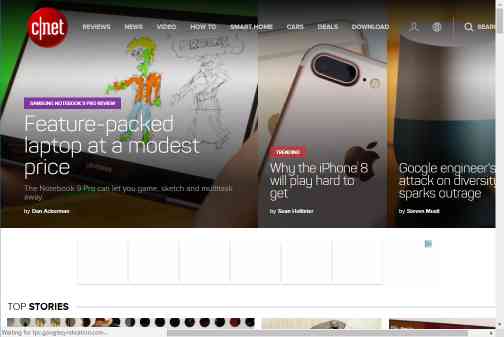 c|net
REVIEWS NEWS VIDEO HOW TO SMART HOME CARS DEALS DOWNLOAD SEAR
SAMSUNG NOTEBOOK 9 PRO REVIEW
Feature-packed
laptop at a modest
price
The Notebook 9 Pro can let you game, sketch and multitask
away.
by Dan Ackerman
TRENDING
Why the iPhone 8
will play hard to
get
by Sean Hollister
Google engineer's
attack on diversity
sparks outrage
by Steven Musil
TOP STORIES
Waiting for tpc.googlesyndication.com...